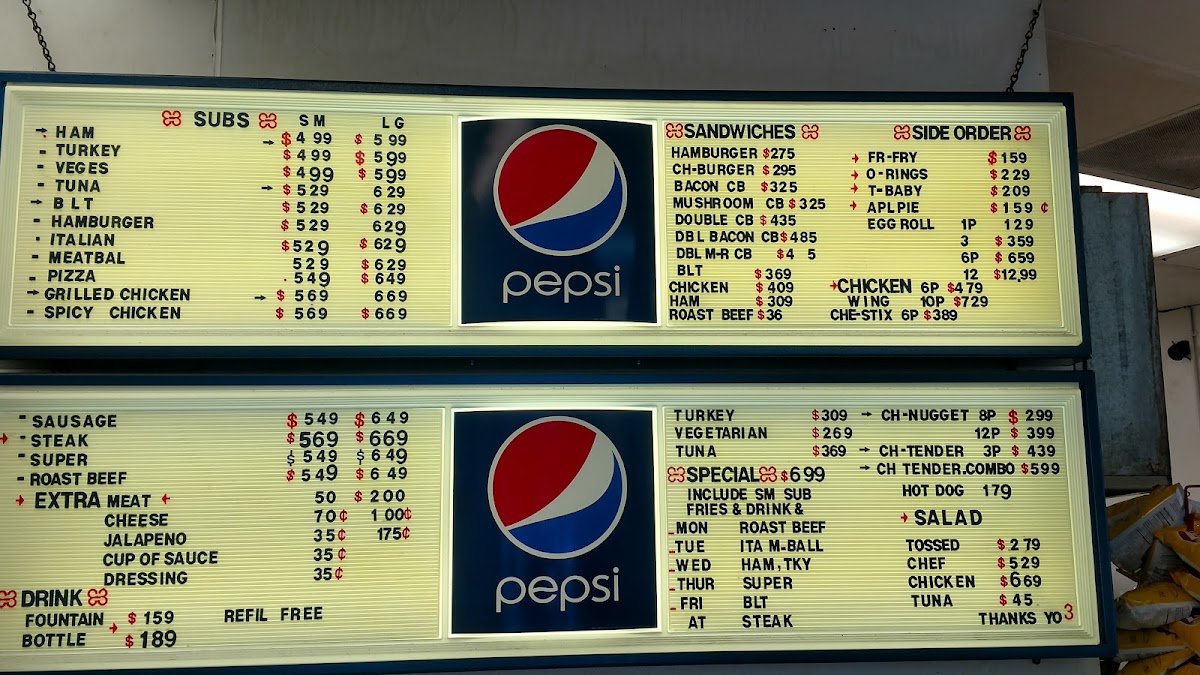 SUBS SM LG
HAM $499 $599
TURKEY $499 $599
VEGES $499 $599
TUNA $529 629
BLT $529 $629
HAMBURGER $529 629
ITALIAN $529 $629
MEATBAL 529 $629
PIZZA .549 $649
GRILLED CHICKEN $569 669
SPICY CHICKEN $569 $669
pepsi
SANDWICHES
HAMBURGER $275
CH-BURGER $295
BACON CB $325
MUSHROOM CB $325
DOUBLE CB $435
DBL BACON CB $485
DBL M-R CB $4 5
BLT $369
CHICKEN $409
HAM $309
ROAST BEEF $36
SIDE ORDER
FR-FRY $159
O-RINGS $229
T-BABY $209
APLPIE $159 ¢
EGG ROLL 1P 129
3 $359
6P $659
12 $12,99
CHICKEN 6P $479
WING 10P $729
CHE-STIX 6P $389
- SAUSAGE $549 $649
- STEAK $569 $669
- SUPER $549 $649
- ROAST BEEF $549 $649
EXTRA MEAT 50 $200
CHEESE 70¢ 100¢
JALAPENO 35¢ 175¢
CUP OF SAUCE 35¢
DRESSING 35¢
DRINK
FOUNTAIN $159 REFIL FREE
BOTTLE $189
pepsi
TURKEY $309
VEGETARIAN $269
TUNA $369
SPECIAL $699
INCLUDE SM SUB
FRIES & DRINK &
MON ROAST BEEF
TUE ITA M-BALL
WED HAM,TKY
THUR SUPER
FRI BLT
AT STEAK
CH-NUGGET 8P $299
12P $399
CH-TENDER 3P $439
CH TENDER.COMBO $599
HOT DOG 179
SALAD
TOSSED $279
CHEF $529
CHICKEN $669
TUNA $45
THANKS YO3